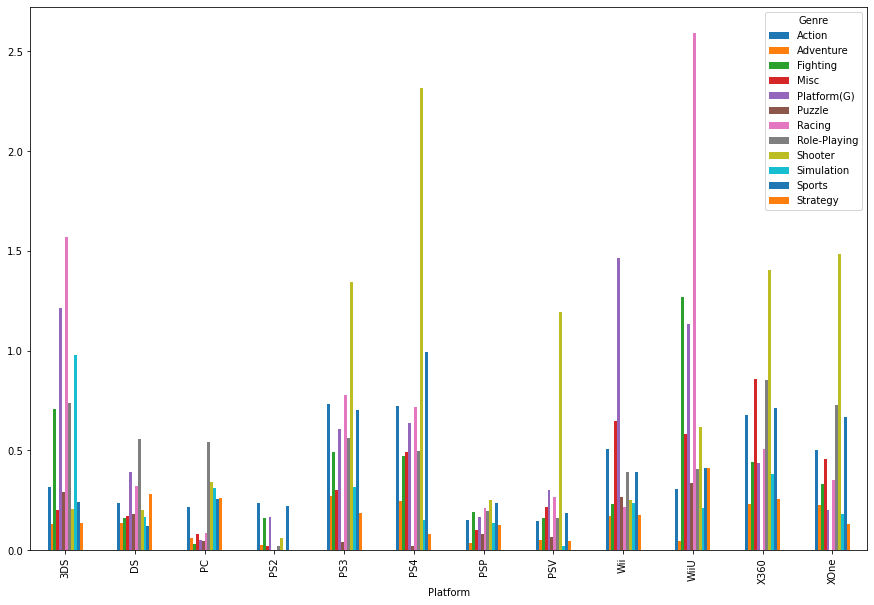 Genre
Action
Adventure
Fighting
Misc
Platform(G)
Puzzle
Racing
Role-Playing
Shooter
Simulation
Sports
Strategy
2.5
2.0
1.5
1.0
0.5
0.0
3DS
DS
PC
PS2
PS3
PS4
PSP
PSV
Wii
WiiU
X360
XOne
Platform